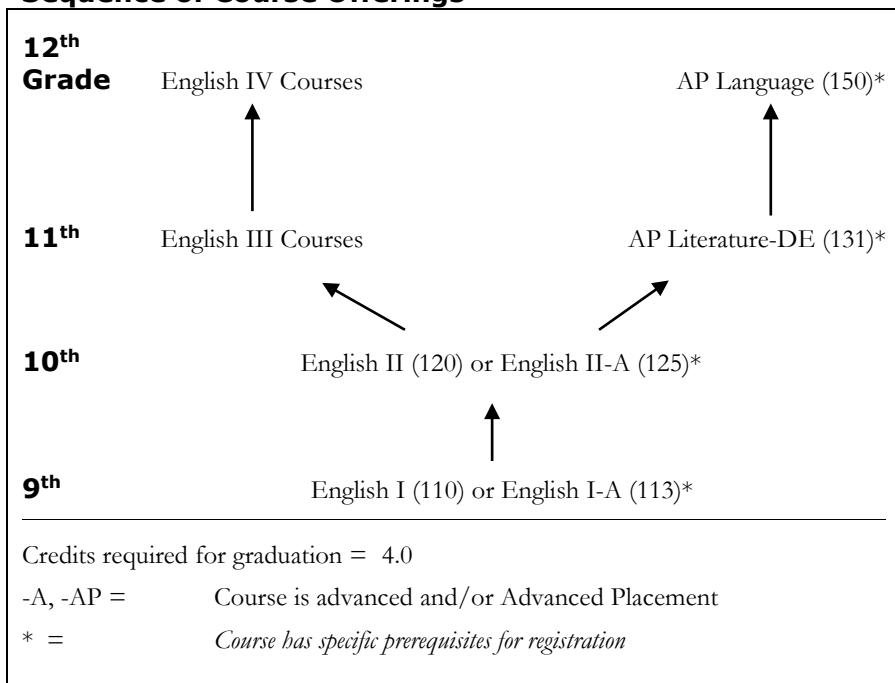 Sequence of Course Offerings
12th
Grade English IV Courses AP Language (150)*
11th English III Courses AP Literature-DE (131)*
10th English II (120) or English II-A (125)*
9th English I (110) or English I-A (113)*
Credits required for graduation = 4.0
-A, -AP = Course is advanced and/or Advanced Placement
* = Course has specific prerequisites for registration